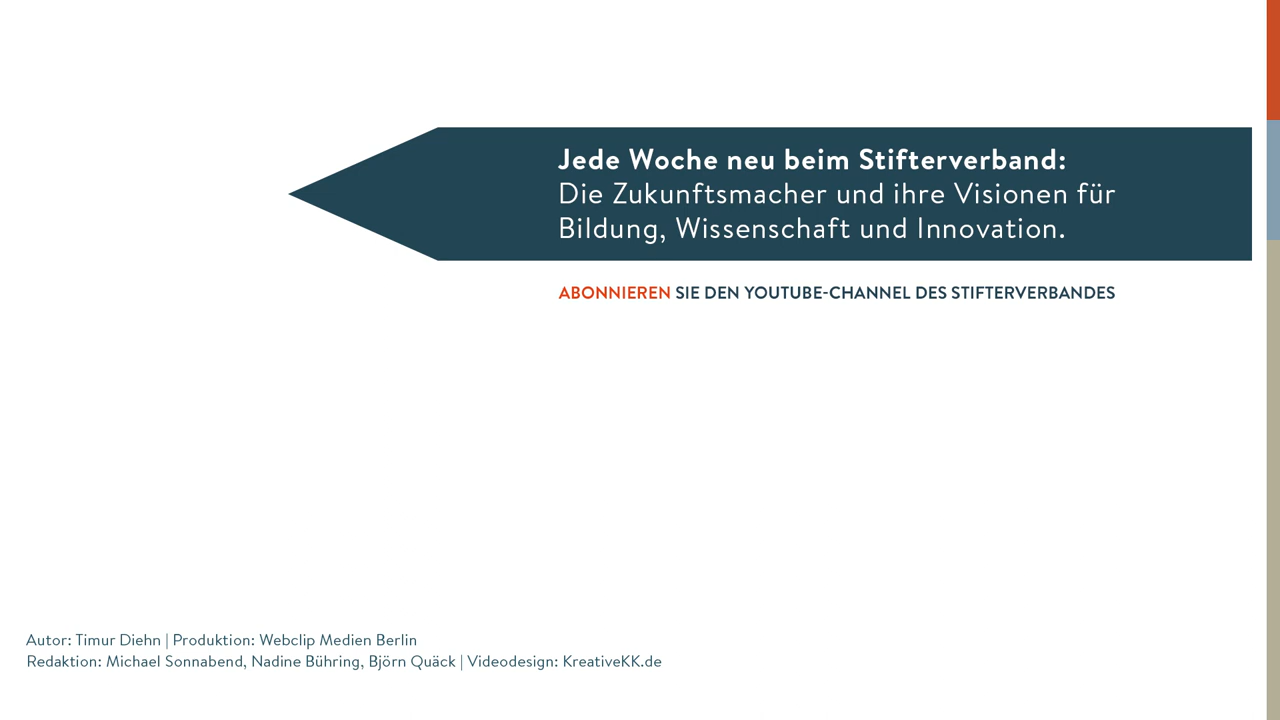 Jede Woche neu beim Stifterverband:
Die Zukunftsmacher und ihre Visionen für
Bildung, Wissenschaft und Innovation.
ABONNIEREN SIE DEN YOUTUBE-CHANNEL DES STIFTERVERBANDES
Autor: Timur Diehn | Produktion: Webclip Medien Berlin
Redaktion: Michael Sonnabend, Nadine Bühring, Björn Quäck | Videodesign: KreativeKK.de